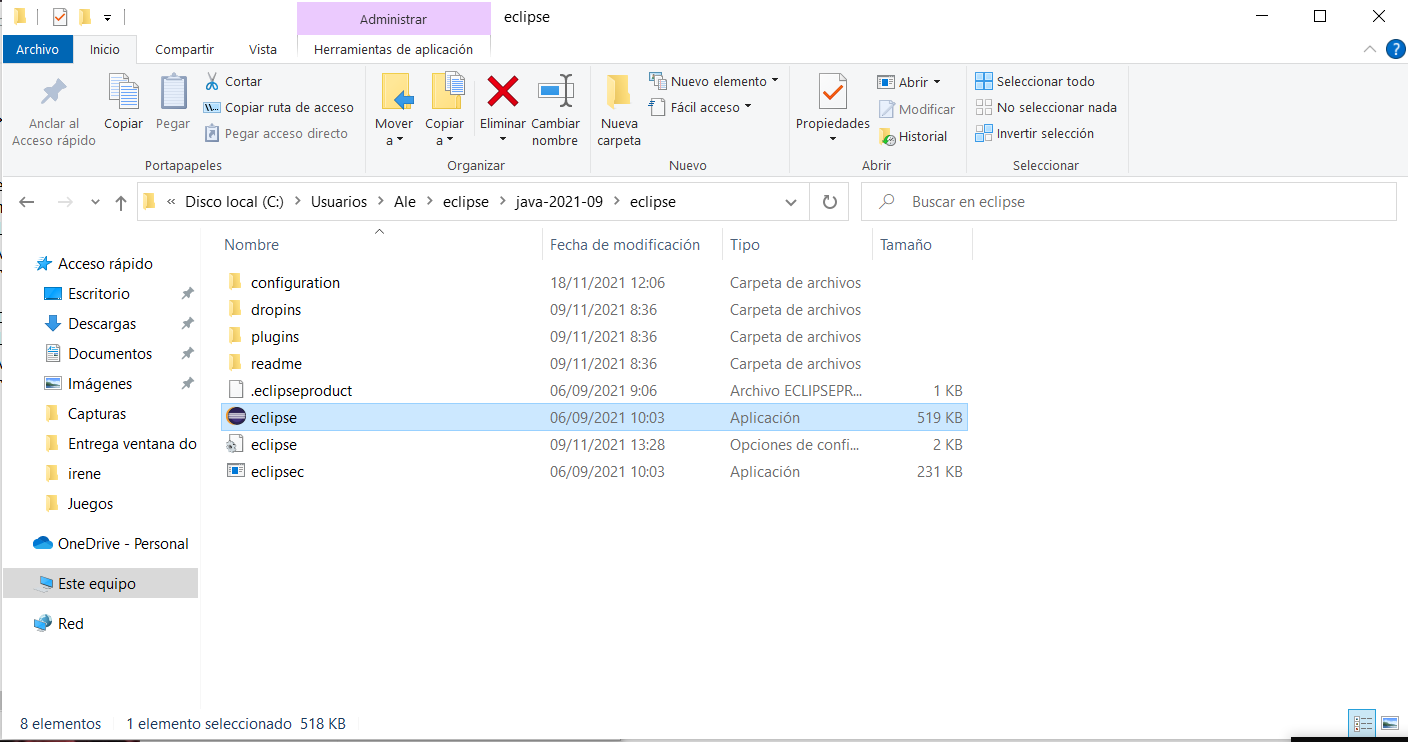 Administrar
eclipse
Archivo
Inicio
Compartir
Vista
Herramientas de aplicación
Anclar al
Acceso rápido
Copiar
Pegar
Cortar
Copiar ruta de acceso
Pegar acceso directo
Portapapeles
Mover
a
Copiar
a
Eliminar
Cambiar
nombre
Organizar
Nueva
carpeta
Nuevo elemento
Fácil acceso
Nuevo
Propiedades
Abrir
Modificar
Historial
Abrir
Seleccionar todo
No seleccionar nada
Invertir selección
Seleccionar
« Disco local (C:) > Usuarios > Ale > eclipse > java-2021-09 > eclipse
Buscar en eclipse
Acceso rápido
Escritorio
Descargas
Documentos
Imágenes
Capturas
Entrega ventana do
irene
Juegos
OneDrive - Personal
Este equipo
Red
Nombre Fecha de modificación Tipo Tamaño
configuration 18/11/2021 12:06 Carpeta de archivos
dropins 09/11/2021 8:36 Carpeta de archivos
plugins 09/11/2021 8:36 Carpeta de archivos
readme 09/11/2021 8:36 Carpeta de archivos
.eclipseproduct 06/09/2021 9:06 Archivo ECLIPSEPR... 1 KB
eclipse 06/09/2021 10:03 Aplicación 519 KB
eclipse 09/11/2021 13:28 Opciones de confi... 2 KB
eclipsec 06/09/2021 10:03 Aplicación 231 KB
8 elementos 1 elemento seleccionado 518 KB